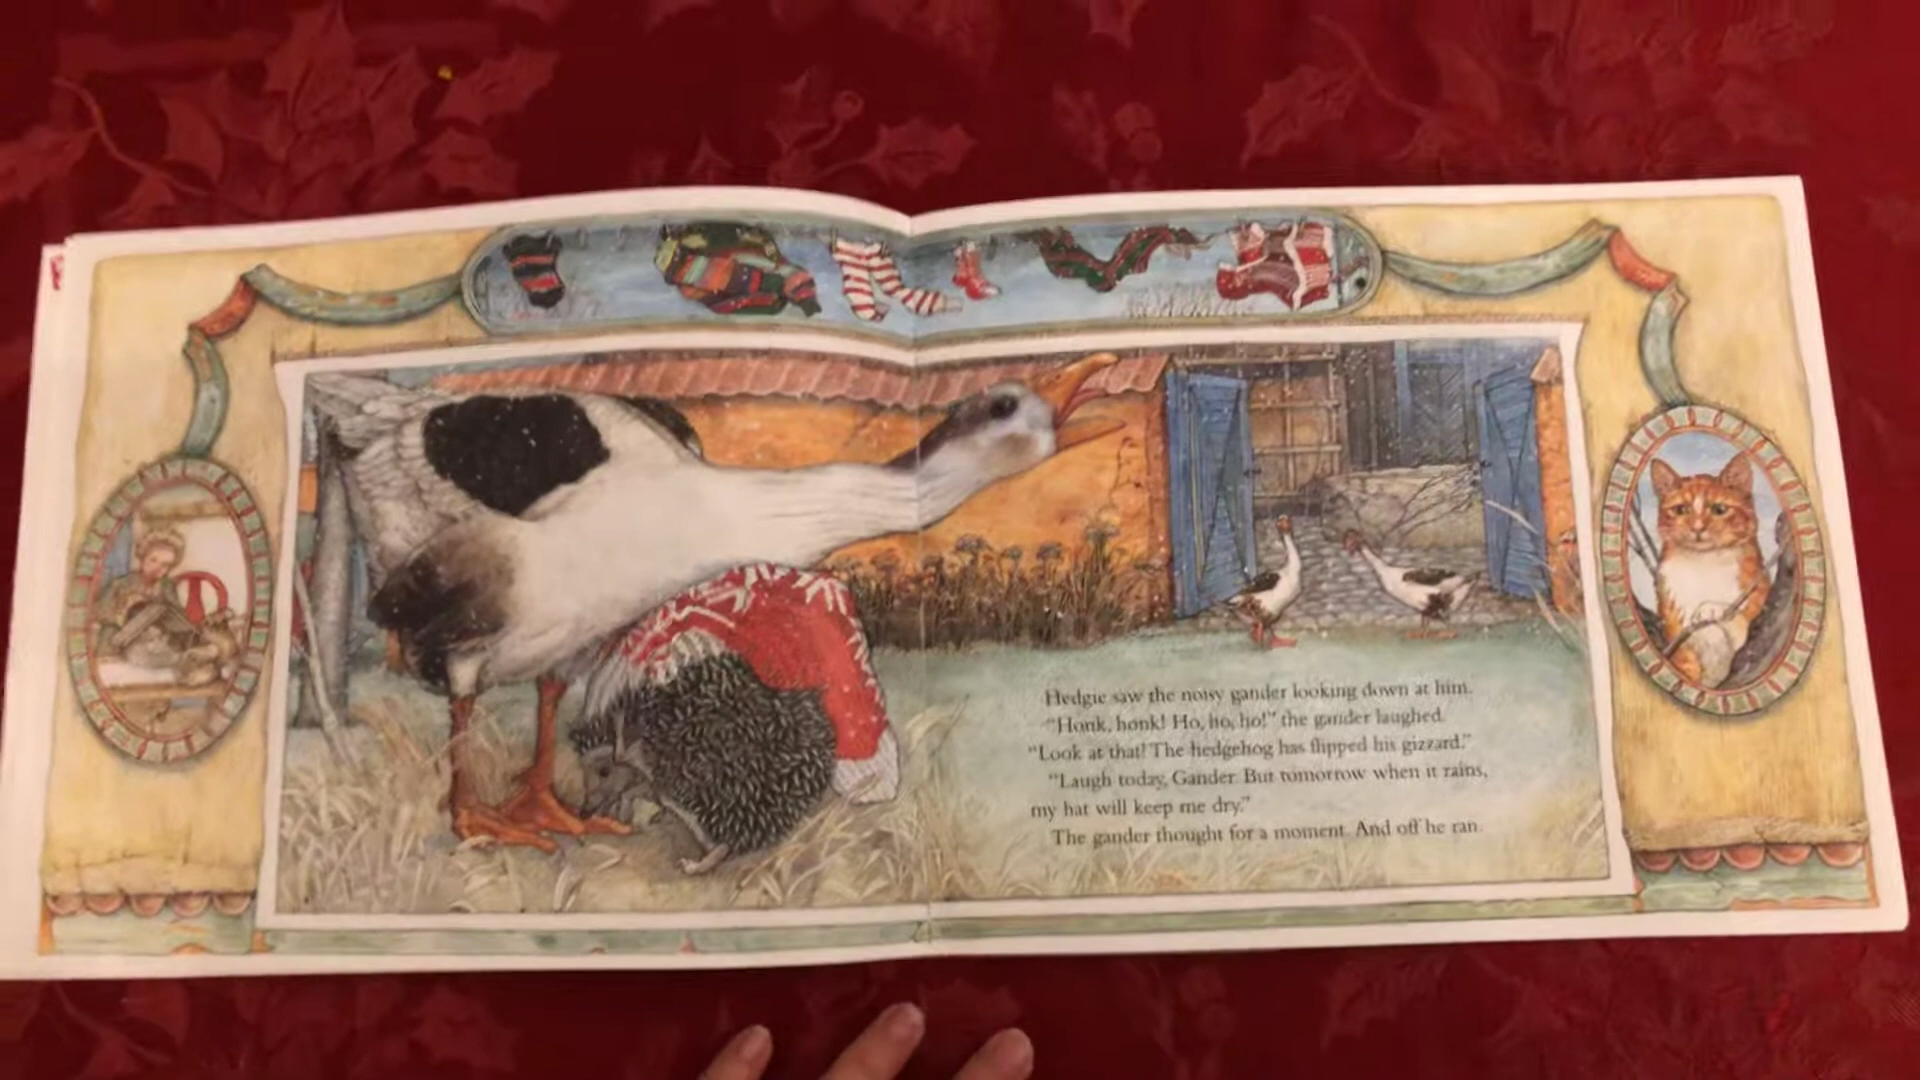 Hedgie saw the noisy gander looking down at him.
"Honk, honk! Ho, ho, ho!" the gander laughed.
"Look at that! The hedgehog has flipped his gizzard."
"Laugh today, Gander. But tomorrow when it rains,
my hat will keep me dry."
The gander thought for a moment. And off he ran.